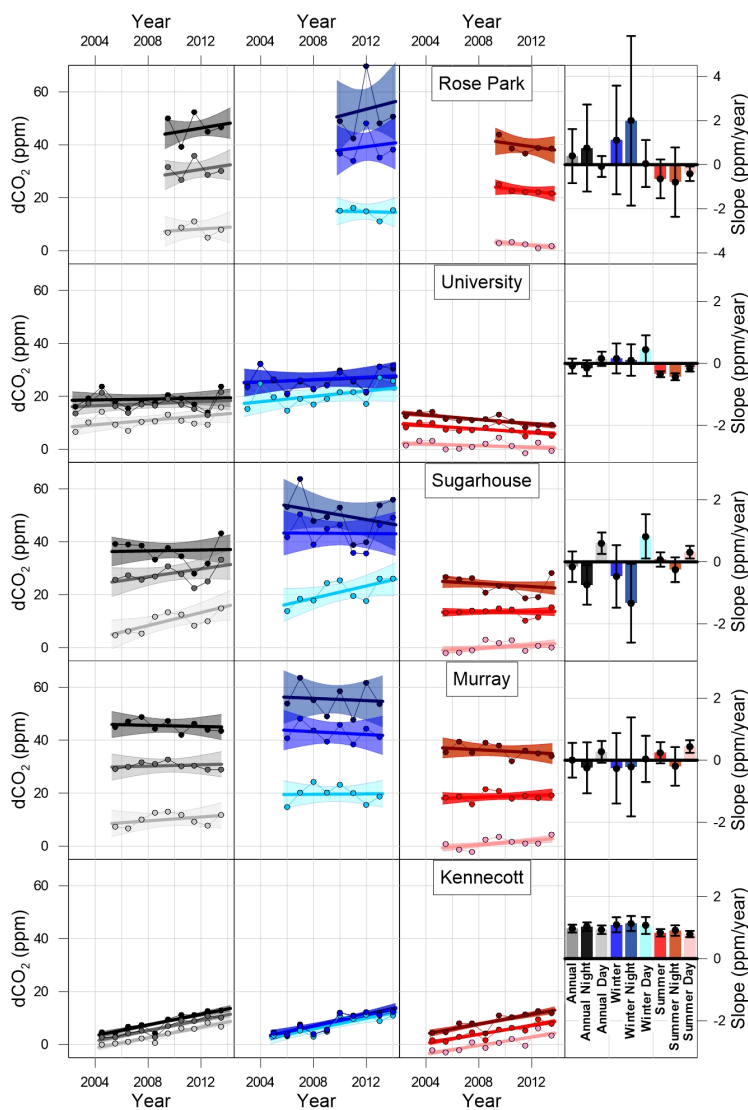 Year Year
2004 2008 2012 2004 2008 2012
Rose Park
dCO2 (ppm)
60
40
20
0
4
2
0
-2
-4
Slope (ppm/year)
University
dCO2 (ppm)
60
40
20
0
2
0
-2
Slope (ppm/year)
Sugarhouse
dCO2 (ppm)
60
40
20
0
2
0
-2
Slope (ppm/year)
Murray
dCO2 (ppm)
60
40
20
0
2
0
-2
Slope (ppm/year)
Kennecott
dCO2 (ppm)
60
40
20
0
2
0
-2
Slope (ppm/year)
Annual
Annual Night
Annual Day
Winter
Winter Night
Winter Day
Summer
Summer Night
Summer Day
2004 2008 2012 2004 2008 2012 2004 2008 2012
Year Year Year